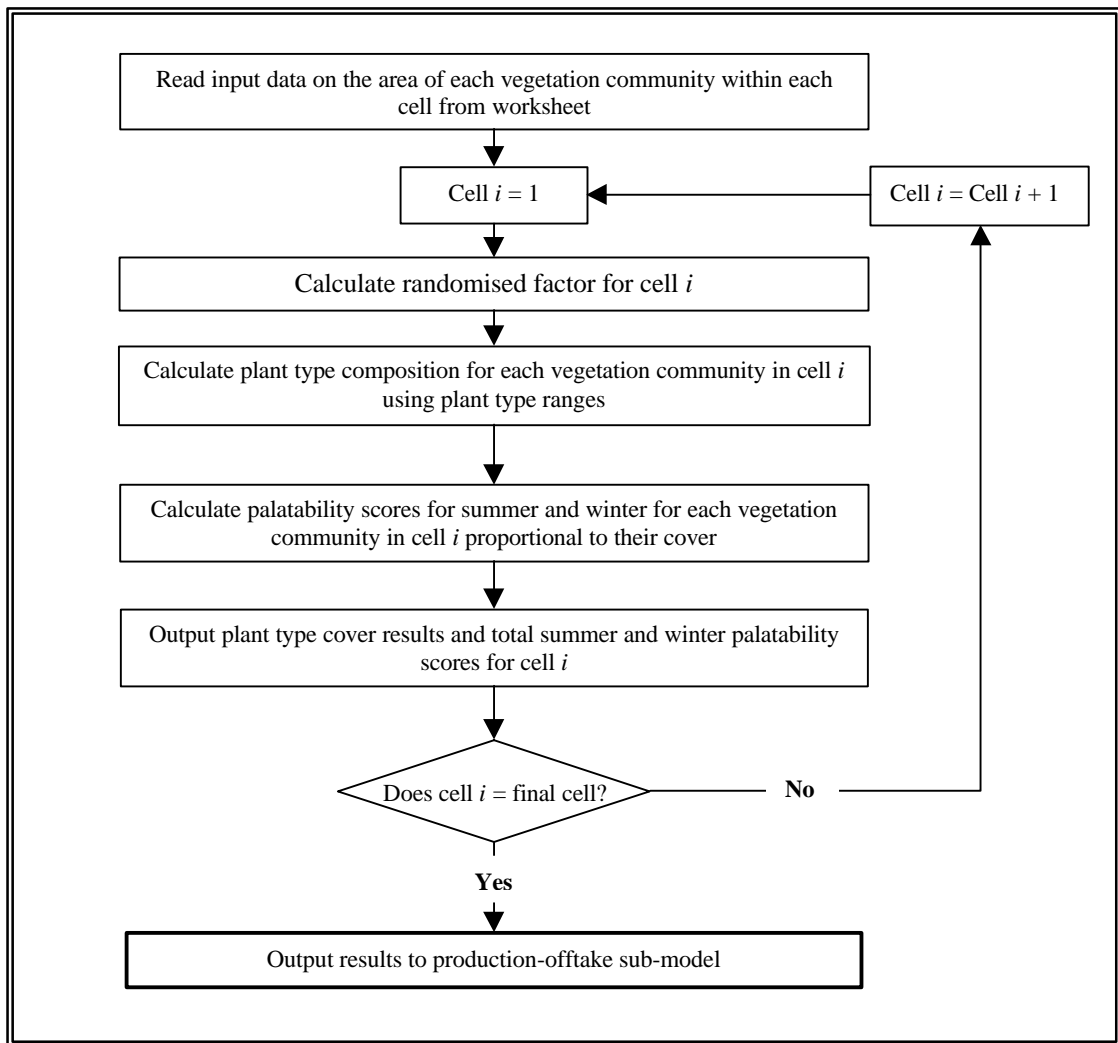 Read input data on the area of each vegetation community within each
cell from worksheet
Cell i = 1
Cell i = Cell i + 1
Calculate randomised factor for cell i
Calculate plant type composition for each vegetation community in cell i
using plant type ranges
Calculate palatability scores for summer and winter for each vegetation
community in cell i proportional to their cover
Output plant type cover results and total summer and winter palatability
scores for cell i
Does cell i = final cell?
No
Yes
Output results to production-offtake sub-model